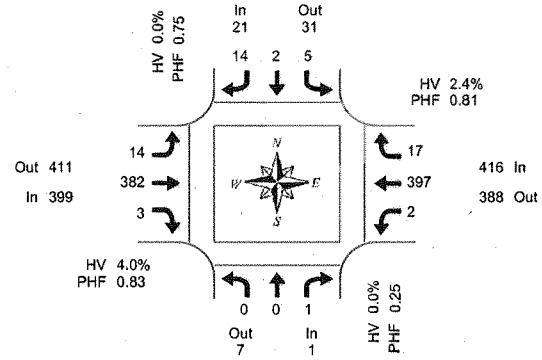 In Out
21 31
HV 0.0%
PHF 0.75
14 2 5
HV 2.4%
PHF 0.81
14
17
Out 411
382
397
416 In
In 399
388 Out
3
2
N
W E
S
HV 4.0%
PHF 0.83
0 0 1
HV 0.0%
PHF 0.25
Out In
7 1